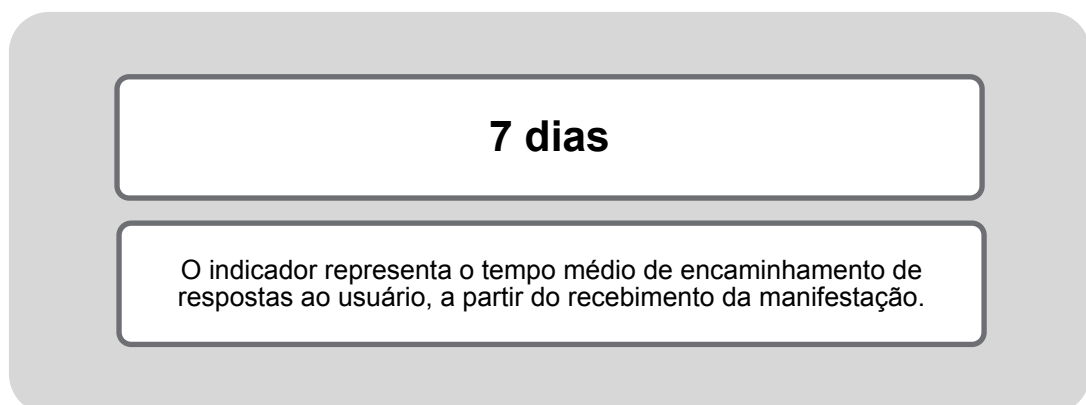 7 dias
O indicador representa o tempo médio de encaminhamento de
respostas ao usuário, a partir do recebimento da manifestação.